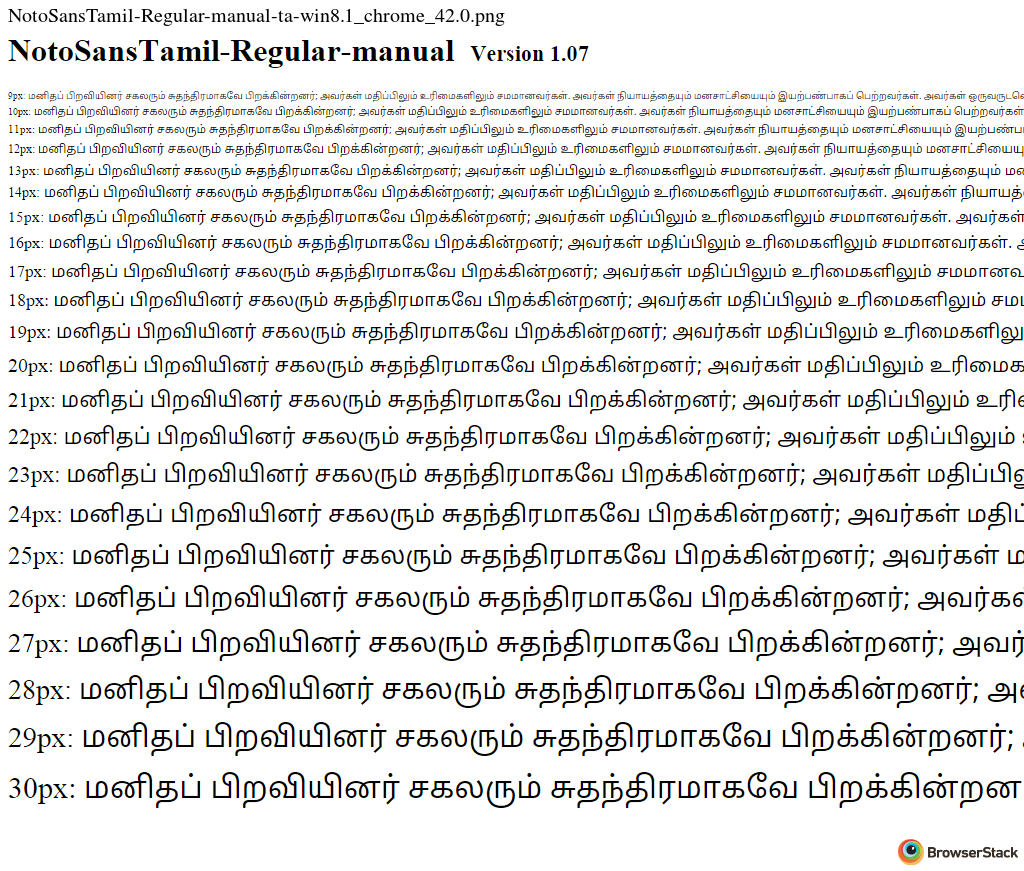 NotoSansTamil-Regular-manual-ta-win8.1_chrome_42.0.png
NotoSansTamil-Regular-manual Version 1.07
9px: மனிதப் பிறவியினர் சகலரும் சுதந்திரமாகவே பிறக்கின்றனர்; அவர்கள் மதிப்பிலும் உரிமைகளிலும் சமமானவர்கள். அவர்கள் நியாயத்தையும் மனசாட்சியையும் இயற்பண்பாகப் பெற்றவர்கள். அவர்கள்
10px: மனிதப் பிறவியினர் சகலரும் சுதந்திரமாகவே பிறக்கின்றனர்; அவர்கள் மதிப்பிலும் உரிமைகளிலும் சமமானவர்கள். அவர்கள் நியாயத்தையும் மனசாட்சியையும் இயற்பண்பாகப் பெற்றவர்கள்
11px: மனிதப் பிறவியினர் சகலரும் சுதந்திரமாகவே பிறக்கின்றனர்; அவர்கள் மதிப்பிலும் உரிமைகளிலும் சமமானவர்கள். அவர்கள் நியாயத்தையும் மனசாட்சியையும்
12px: மனிதப் பிறவியினர் சகலரும் சுதந்திரமாகவே பிறக்கின்றனர்; அவர்கள் மதிப்பிலும் உரிமைகளிலும் சமமானவர்கள். அவர்கள் நியாயத்தையும் மனசாட்சியையு
13px: மனிதப் பிறவியினர் சகலரும் சுதந்திரமாகவே பிறக்கின்றனர்; அவர்கள் மதிப்பிலும் உரிமைகளிலும் சமமானவர்கள். அவர்கள் நியாயத்தையும்
14px: மனிதப் பிறவியினர் சகலரும் சுதந்திரமாகவே பிறக்கின்றனர்; அவர்கள் மதிப்பிலும் உரிமைகளிலும் சமமானவர்கள். அவர்கள் நியாயத்
15px: மனிதப் பிறவியினர் சகலரும் சுதந்திரமாகவே பிறக்கின்றனர்; அவர்கள் மதிப்பிலும் உரிமைகளிலும் சமமானவர்கள். அவர்கள்
16px: மனிதப் பிறவியினர் சகலரும் சுதந்திரமாகவே பிறக்கின்றனர்; அவர்கள் மதிப்பிலும் உரிமைகளிலும் சமமானவர்கள்.
17px: மனிதப் பிறவியினர் சகலரும் சுதந்திரமாகவே பிறக்கின்றனர்; அவர்கள் மதிப்பிலும் உரிமைகளிலும் சமமானவ
18px: மனிதப் பிறவியினர் சகலரும் சுதந்திரமாகவே பிறக்கின்றனர்; அவர்கள் மதிப்பிலும் உரிமைகளிலும்
19px: மனிதப் பிறவியினர் சகலரும் சுதந்திரமாகவே பிறக்கின்றனர்; அவர்கள் மதிப்பிலும் உரிமைகளிலு
20px: மனிதப் பிறவியினர் சகலரும் சுதந்திரமாகவே பிறக்கின்றனர்; அவர்கள் மதிப்பிலும் உரிமைக
21px: மனிதப் பிறவியினர் சகலரும் சுதந்திரமாகவே பிறக்கின்றனர்; அவர்கள் மதிப்பிலும் உரி
22px: மனிதப் பிறவியினர் சகலரும் சுதந்திரமாகவே பிறக்கின்றனர்; அவர்கள் மதிப்பிலும்
23px: மனிதப் பிறவியினர் சகலரும் சுதந்திரமாகவே பிறக்கின்றனர்; அவர்கள் மதிப்பிலு
24px: மனிதப் பிறவியினர் சகலரும் சுதந்திரமாகவே பிறக்கின்றனர்; அவர்கள் மதிப்
25px: மனிதப் பிறவியினர் சகலரும் சுதந்திரமாகவே பிறக்கின்றனர்; அவர்கள் ம
26px: மனிதப் பிறவியினர் சகலரும் சுதந்திரமாகவே பிறக்கின்றனர்; அவர்கள்
27px: மனிதப் பிறவியினர் சகலரும் சுதந்திரமாகவே பிறக்கின்றனர்; அவர்
28px: மனிதப் பிறவியினர் சகலரும் சுதந்திரமாகவே பிறக்கின்றனர்; அவ
29px: மனிதப் பிறவியினர் சகலரும் சுதந்திரமாகவே பிறக்கின்றனர்;
30px: மனிதப் பிறவியினர் சகலரும் சுதந்திரமாகவே பிறக்கின்றன
BrowserStack